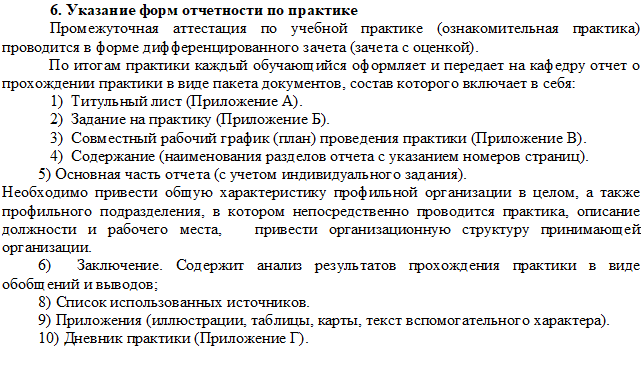 6. Указание форм отчетности по практике
Промежуточная аттестация по учебной практике (ознакомительная практика)
проводится в форме дифференцированного зачета (зачета с оценкой).
По итогам практики каждый обучающийся оформляет и передает на кафедру отчет о
прохождении практики в виде пакета документов, состав которого включает в себя:
1) Титульный лист (Приложение А).
2) Задание на практику (Приложение Б).
3) Совместный рабочий график (план) проведения практики (Приложение В).
4) Содержание (наименования разделов отчета с указанием номеров страниц).
5) Основная часть отчета (с учетом индивидуального задания).
Необходимо привести общую характеристику профильной организации в целом, а также
профильного подразделения, в котором непосредственно проводится практика, описание
должности и рабочего места, привести организационную структуру принимающей
организации.
6) Заключение. Содержит анализ результатов прохождения практики в виде
обобщений и выводов;
8) Список использованных источников.
9) Приложения (иллюстрации, таблицы, карты, текст вспомогательного характера).
10) Дневник практики (Приложение Г).